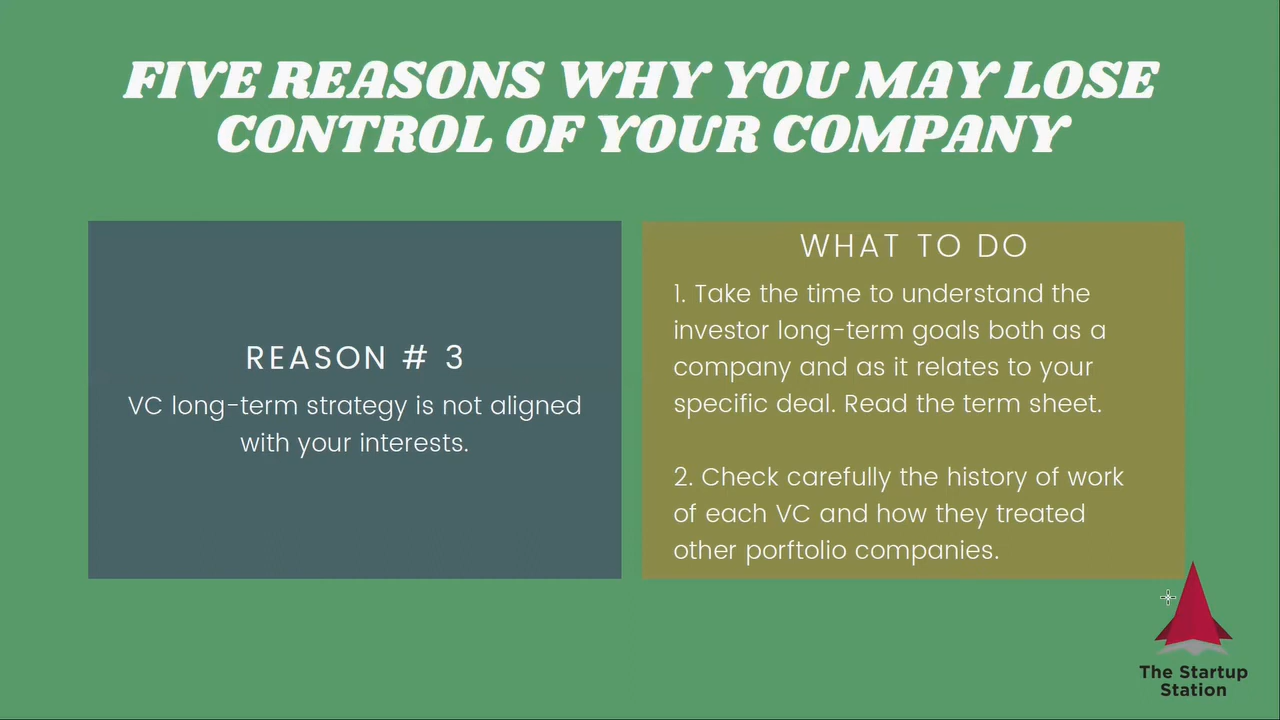 FIVE REASONS WHY YOU MAY LOSE
CONTROL OF YOUR COMPANY
REASON # 3
VC long-term strategy is not aligned
with your interests.
WHAT TO DO
1. Take the time to understand the
investor long-term goals both as a
company and as it relates to your
specific deal. Read the term sheet.
2. Check carefully the history of work
of each VC and how they treated
other porftolio companies.
The Startup
Station